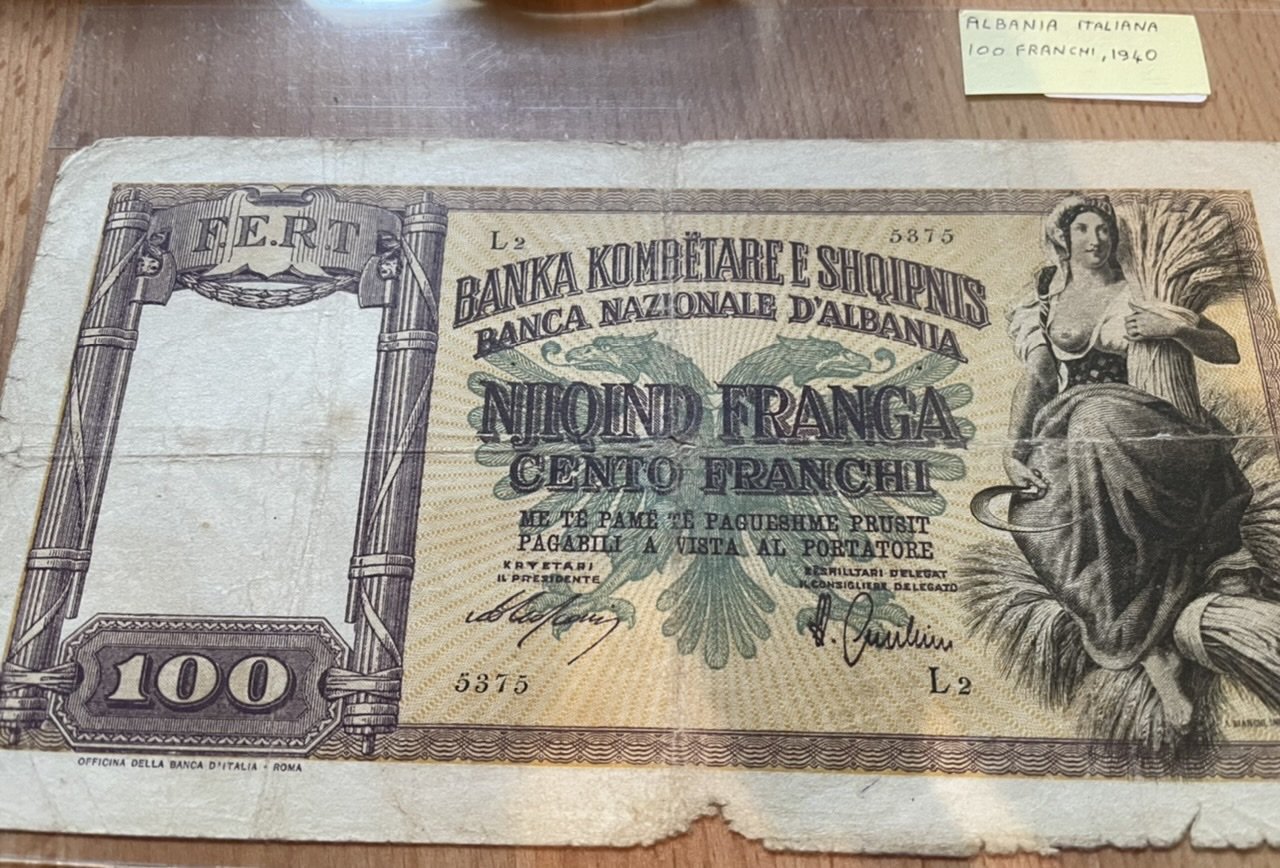 ALBANIA ITALIANA
100 FRANCHI, 1940
F.E.R.T
L 2 5375
BANKA KOMBËTARE E SHQIPNIS
BANCA NAZIONALE D'ALBANIA
NJIQIND FRANGA
CENTO FRANCHI
ME TË PAMË TË PAGUESHME PRUSIT
PAGABILI A VISTA AL PORTATORE
KRYETARI
IL PRESIDENTE
KËSHILLTARI DELEGAT
IL CONSIGLIERE DELEGATO
5375 L 2
100
OFFICINA DELLA BANCA D'ITALIA - ROMA